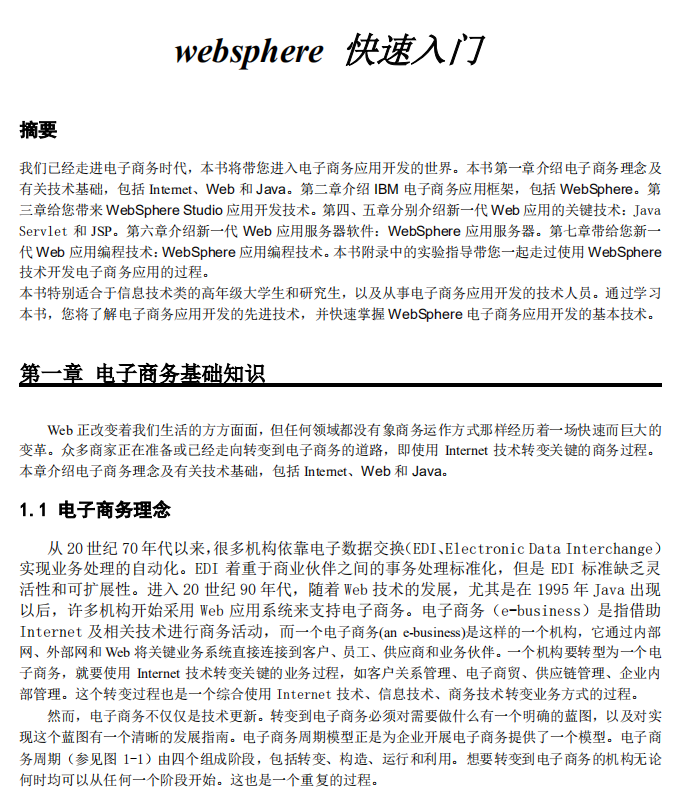 websphere 快速入门
摘要
我们已经走进电子商务时代，本书将带您进入电子商务应用开发的世界。本书第一章介绍电子商务理念及
有关技术基础，包括 Internet、Web 和 Java。第二章介绍 IBM 电子商务应用框架，包括 WebSphere。第
三章给您带来 WebSphere Studio 应用开发技术。第四、五章分别介绍新一代 Web 应用的关键技术：Java
Servlet 和 JSP。第六章介绍新一代 Web 应用服务器软件：WebSphere 应用服务器。第七章带给您新一
代 Web 应用编程技术：WebSphere 应用编程技术。本书附录中的实验指导带您一起走过使用 WebSphere
技术开发电子商务应用的过程。
本书特别适合于信息技术类的高年级大学生和研究生，以及从事电子商务应用开发的技术人员。通过学习
本书，您将了解电子商务应用开发的先进技术，并快速掌握 WebSphere 电子商务应用开发的基本技术。
第一章 电子商务基础知识
Web 正改变着我们生活的方方面面，但任何领域都没有象商务运作方式那样经历着一场快速而巨大的
变革。众多商家正在准备或已经走向转变到电子商务的道路，即使用 Internet 技术转变关键的商务过程。
本章介绍电子商务理念及有关技术基础，包括 Internet、Web 和 Java。
1.1 电子商务理念
从 20 世纪 70 年代以来，很多机构依靠电子数据交换（EDI、Electronic Data Interchange）
实现业务处理的自动化。EDI 着重于商业伙伴之间的事务处理标准化，但是 EDI 标准缺乏灵
活性和可扩展性。进入 20 世纪 90 年代，随着 Web 技术的发展，尤其是在 1995 年 Java 出现
以后，许多机构开始采用 Web 应用系统来支持电子商务。电子商务（e-business）是指借助
Internet 及相关技术进行商务活动，而一个电子商务(an e-business)是这样的一个机构，它通过内部
网、外部网和 Web 将关键业务系统直接连接到客户、员工、供应商和业务伙伴。一个机构要转型为一个电
子商务，就要使用 Internet 技术转变关键的业务过程，如客户关系管理、电子商贸、供应链管理、企业内
部管理。这个转变过程也是一个综合使用 Internet 技术、信息技术、商务技术转变业务方式的过程。
然而，电子商务不仅仅是技术更新。转变到电子商务必须对需要做什么有一个明确的蓝图，以及对实
现这个蓝图有一个清晰的发展指南。电子商务周期模型正是为企业开展电子商务提供了一个模型。电子商
务周期（参见图 1-1）由四个组成阶段，包括转变、构造、运行和利用。想要转变到电子商务的机构无论
何时均可以从任何一个阶段开始。这也是一个重复的过程。